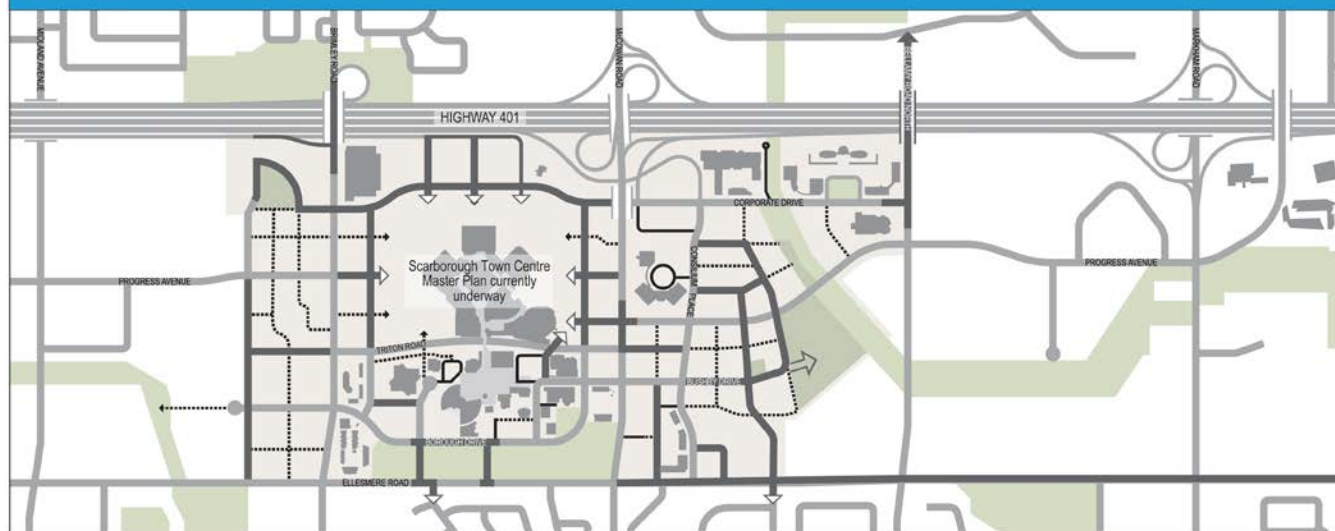 MIDLAND AVENUE
BRIMLEY ROAD
McCOWAN ROAD
MARKHAM ROAD
HIGHWAY 401
CORPORATE DRIVE
Scarborough Town Centre
Master Plan currently
underway
CONSILIUM PLACE
PROGRESS AVENUE
PROGRESS AVENUE
TRITON ROAD
BUSHBY DRIVE
BOROUGH DRIVE
ELLESMERE ROAD